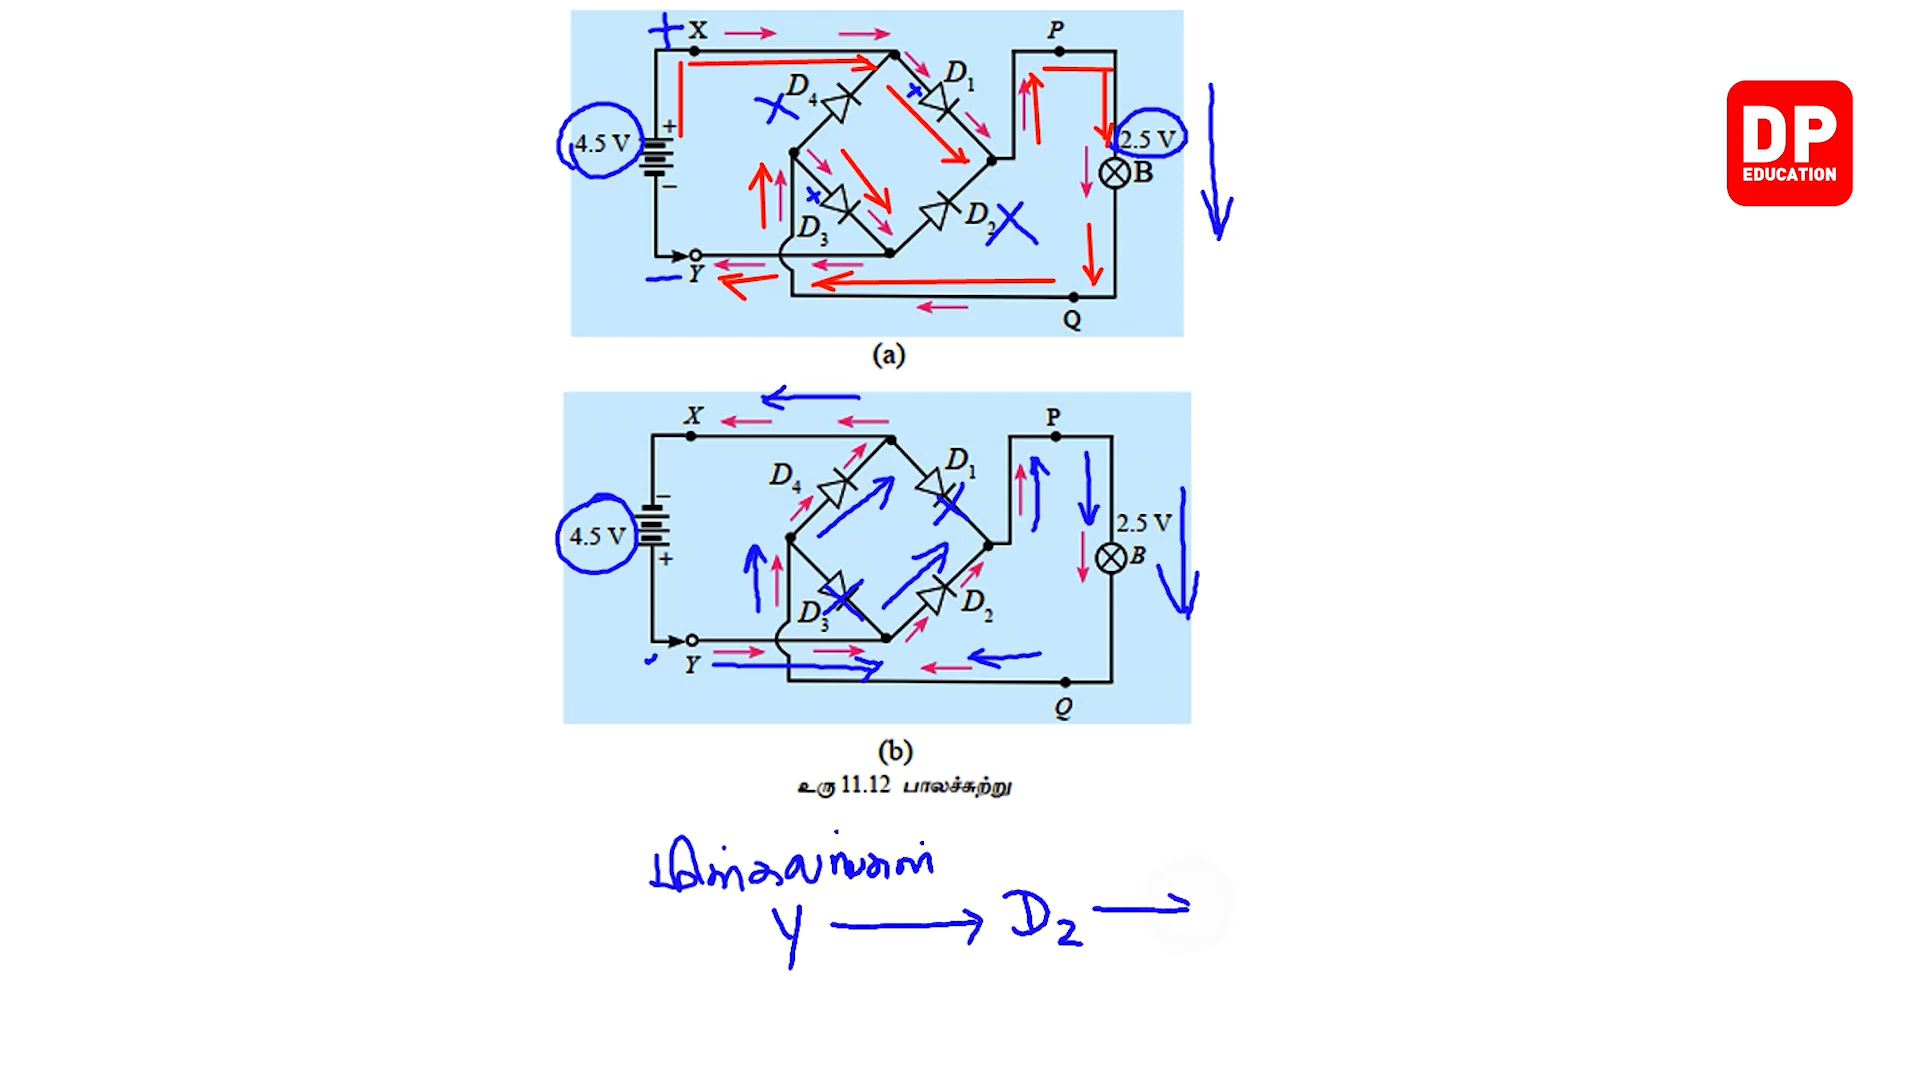 + X
P
D4
D1
4.5 V
+
−
2.5 V
B
D3
D2
− Y
Q
(a)
X
P
D4
D1
4.5 V
−
+
2.5 V
B
D3
D2
Y
Q
(b)
உரு 11.12 பாலச்சுற்று
Y → D2 →
DP
EDUCATION